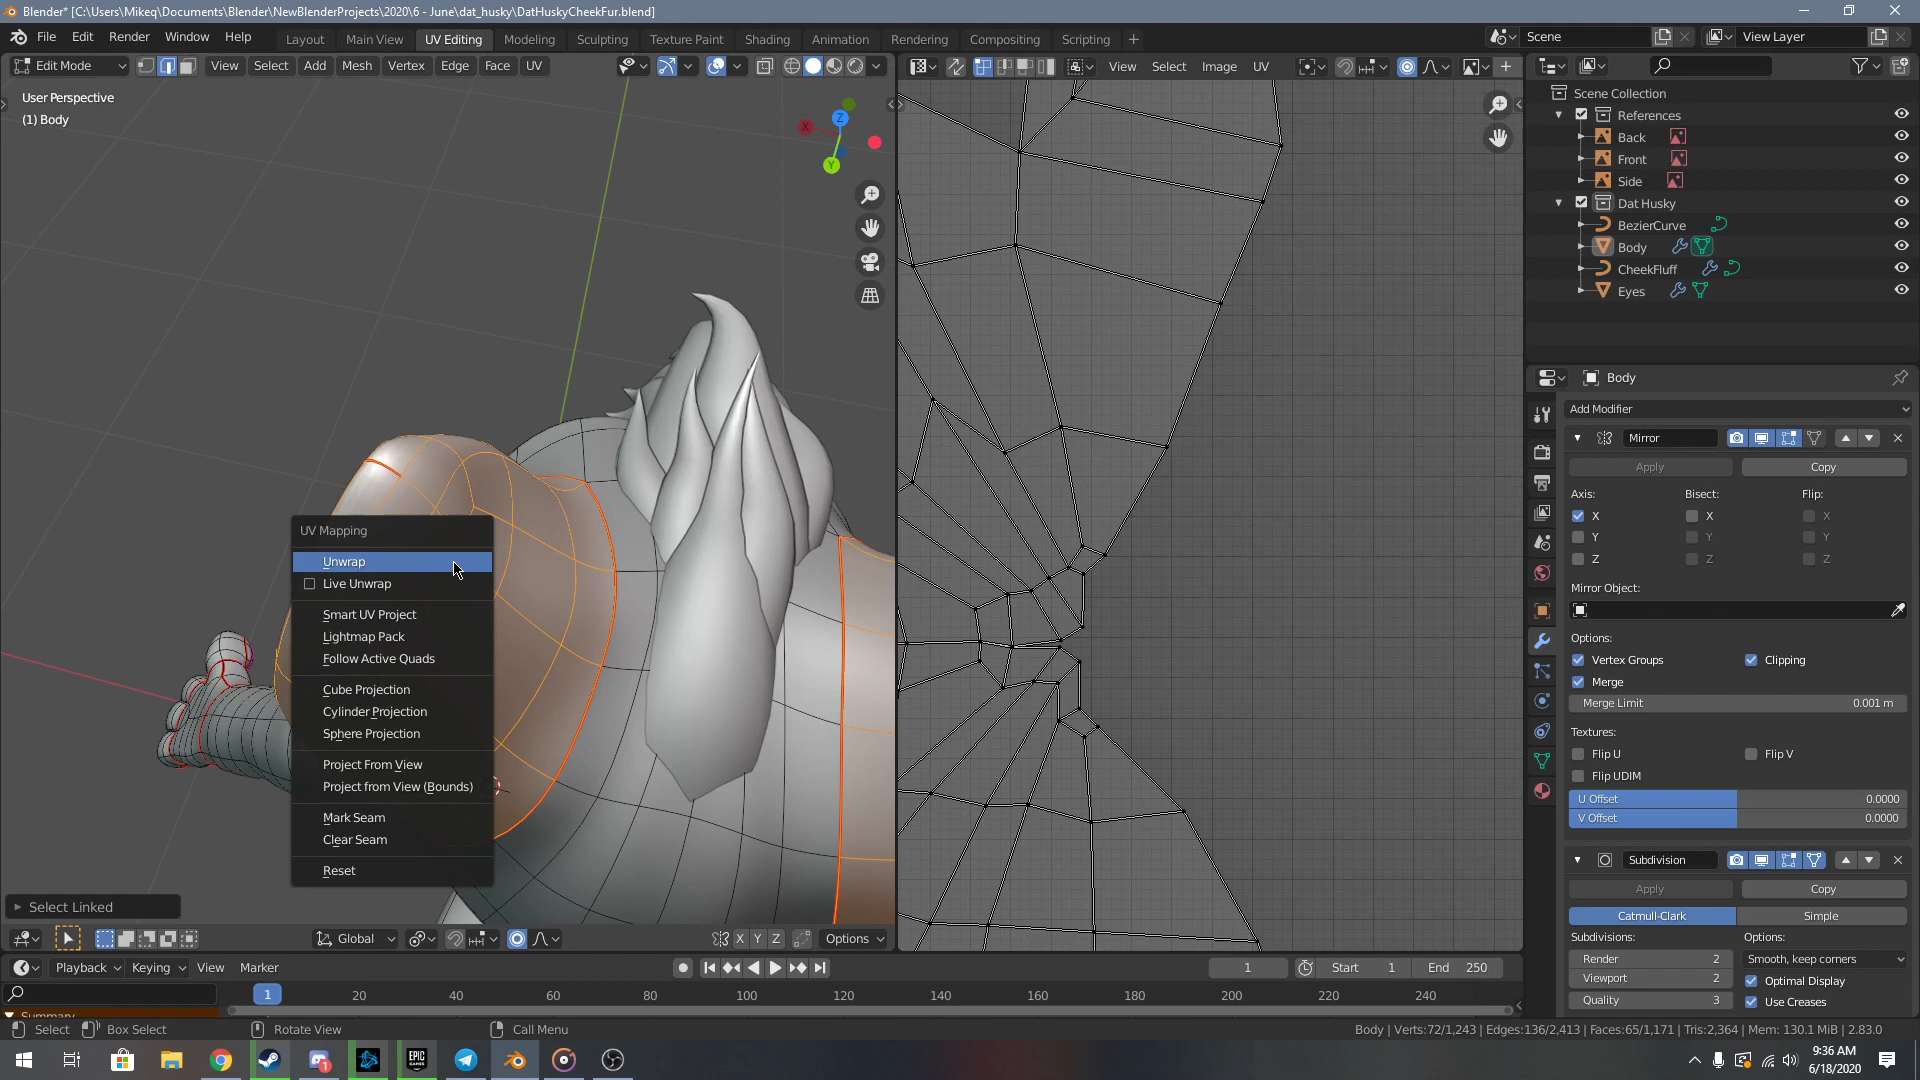 Blender* [C:\Users\Mikeq\Documents\Blender\NewBlenderProjects\2020\6 - June\dat_husky\DatHuskyCheekFur.blend]
File Edit Render Window Help Layout Main View UV Editing Modeling Sculpting Texture Paint Shading Animation Rendering Compositing Scripting + Scene View Layer
Edit Mode View Select Add Mesh Vertex Edge Face UV
View Select Image UV
User Perspective
(1) Body
X
Z
Y
UV Mapping
Unwrap
Live Unwrap
Smart UV Project
Lightmap Pack
Follow Active Quads
Cube Projection
Cylinder Projection
Sphere Projection
Project From View
Project from View (Bounds)
Mark Seam
Clear Seam
Reset
Select Linked
Global X Y Z Options
Scene Collection
References
Back
Front
Side
Dat Husky
BezierCurve
Body
CheekFluff
Eyes
Body
Add Modifier
Mirror
Apply Copy
Axis: Bisect: Flip:
X X X
Y Y Y
Z Z Z
Mirror Object:
Options:
Vertex Groups Clipping
Merge
Merge Limit 0.001 m
Textures:
Flip U Flip V
Flip UDIM
U Offset 0.0000
V Offset 0.0000
Subdivision
Apply Copy
Catmull-Clark Simple
Subdivisions: Options:
Render 2 Smooth, keep corners
Viewport 2 Optimal Display
Quality 3 Use Creases
Playback Keying View Marker 1 Start 1 End 250
1 20 40 60 80 100 120 140 160 180 200 220 240
Summary
Select Box Select Rotate View Call Menu Body | Verts:72/1,243 | Edges:136/2,413 | Faces:65/1,171 | Tris:2,364 | Mem: 130.1 MiB | 2.83.0
EPIC GAMES
1
9:36 AM
6/18/2020